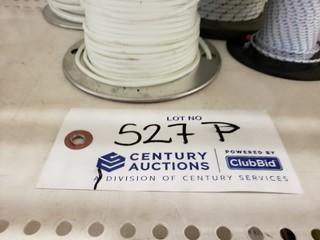 LOT NO
527 P
CENTURY AUCTIONS
POWERED BY
ClubBid
A DIVISION OF CENTURY SERVICES